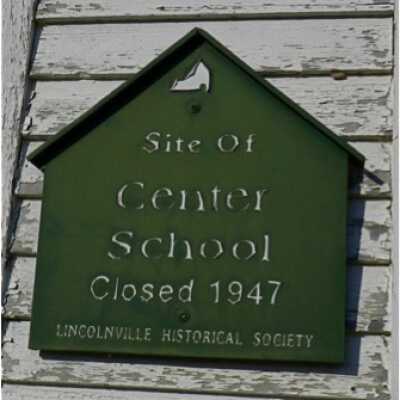 Site Of
Center
School
Closed 1947
LINCOLNVILLE HISTORICAL SOCIETY